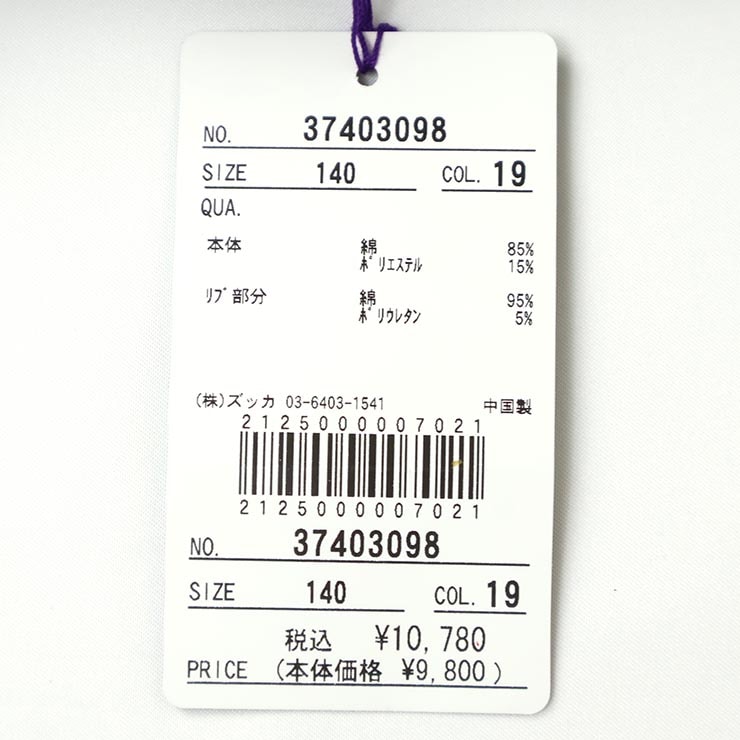 NO. 37403098
SIZE 140 COL. 19
QUA.
本体 綿 85%
ﾎﾟﾘｴｽﾃﾙ 15%
ﾘﾌﾞ部分 綿 95%
ﾎﾟﾘｳﾚﾀﾝ 5%
(株)ズッカ 03-6403-1541 中国製
2125000007021
2125000007021
NO. 37403098
SIZE 140 COL. 19
税込 ¥10,780
PRICE (本体価格 ¥9,800)